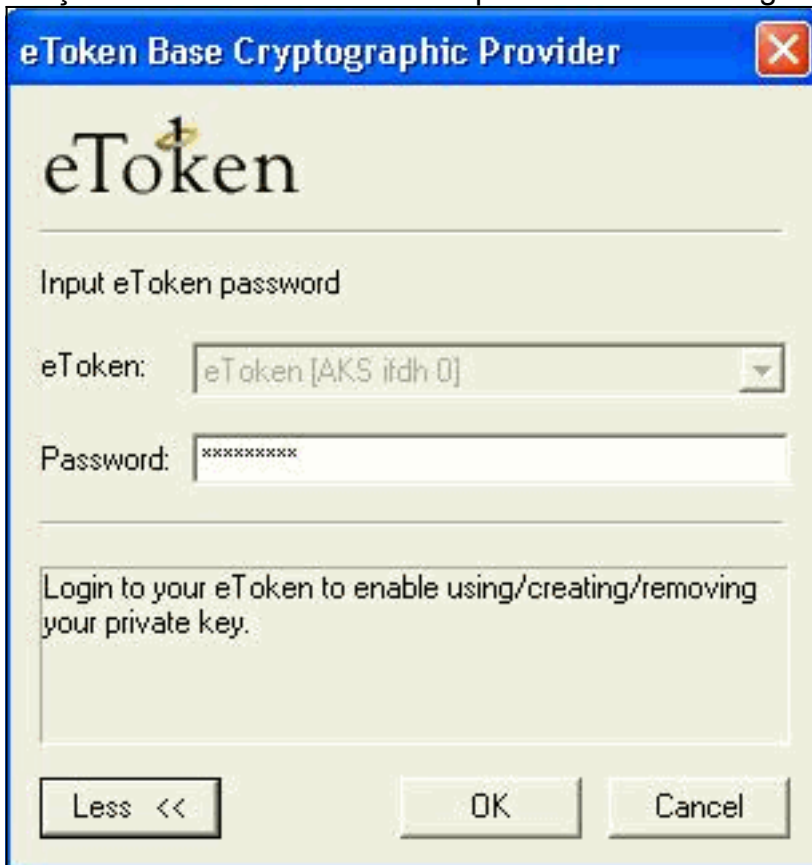 eToken Base Cryptographic Provider
eToken
Input eToken password
eToken: eToken [AKS ifdh 0]
Password: *********
Login to your eToken to enable using/creating/removing
your private key.
Less << OK Cancel